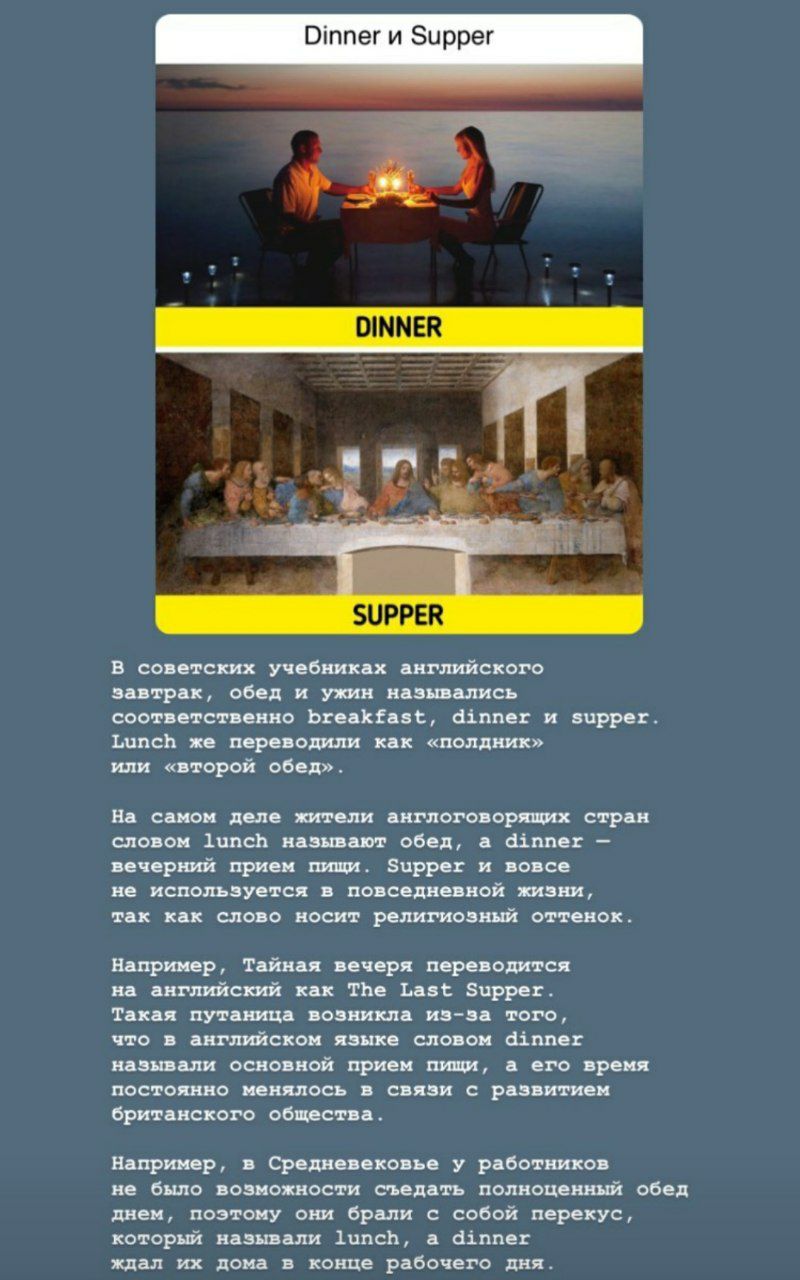 Dinner и Supper
DINNER
SUPPER
В советских учебниках английского
завтрак, обед и ужин назывались
соответственно breakfast, dinner и supper.
Lunch же переводили как «полдник»
или «второй обед».
На самом деле жители англоговорящих стран
словом lunch называют обед, а dinner —
вечерний прием пищи. Supper и вовсе
не используется в повседневной жизни,
так как слово носит религиозный оттенок.
Например, Тайная вечеря переводится
на английский как The Last Supper.
Такая путаница возникла из-за того,
что в английском языке словом dinner
называли основной прием пищи, а его время
постоянно менялось в связи с развитием
британского общества.
Например, в Средневековье у работников
не было возможности съедать полноценный обед
днем, поэтому они брали с собой перекус,
который называли lunch, а dinner
ждал их дома в конце рабочего дня.